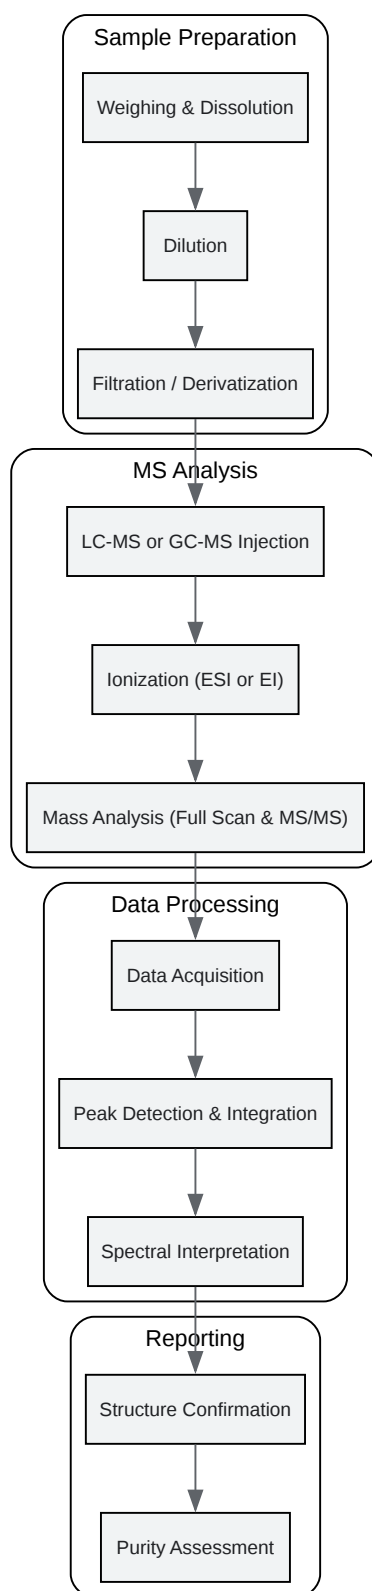 Sample Preparation
Weighing & Dissolution
Dilution
Filtration / Derivatization
MS Analysis
LC-MS or GC-MS Injection
Ionization (ESI or EI)
Mass Analysis (Full Scan & MS/MS)
Data Processing
Data Acquisition
Peak Detection & Integration
Spectral Interpretation
Reporting
Structure Confirmation
Purity Assessment